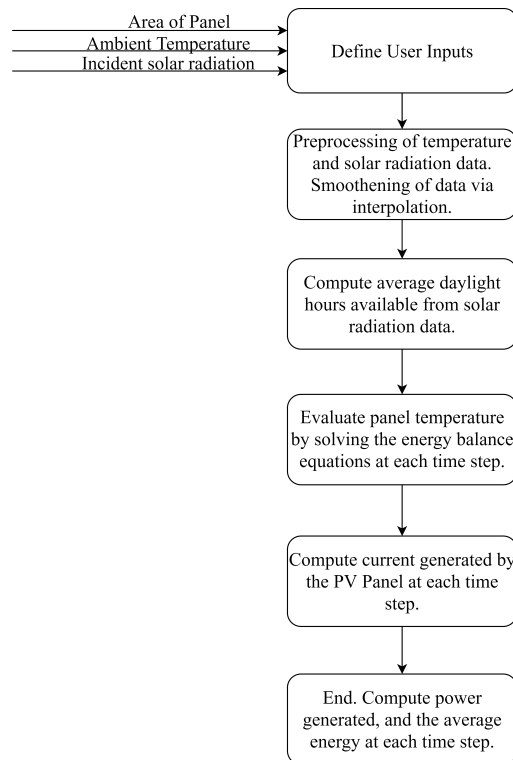 Area of Panel
Ambient Temperature
Incident solar radiation
Define User Inputs
Preprocessing of temperature
and solar radiation data.
Smoothening of data via
interpolation.
Compute average daylight
hours available from solar
radiation data.
Evaluate panel temperature
by solving the energy balance
equations at each time step.
Compute current generated by
the PV Panel at each time
step.
End. Compute power
generated, and the average
energy at each time step.